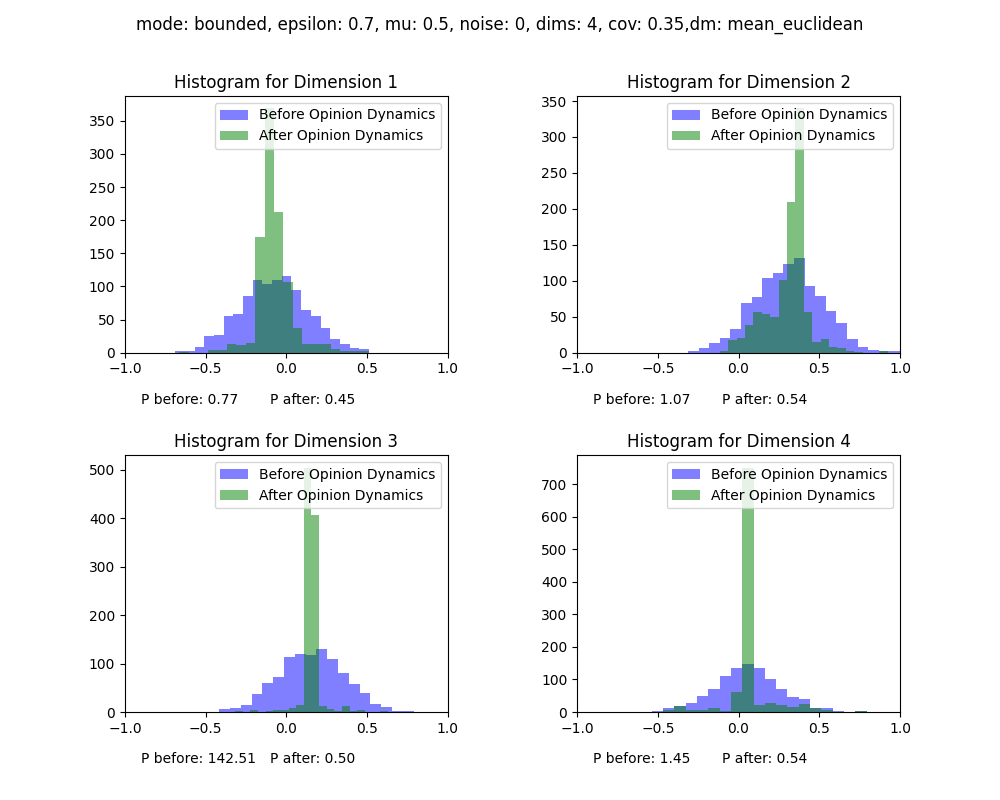 mode: bounded, epsilon: 0.7, mu: 0.5, noise: 0, dims: 4, cov: 0.35,dm: mean_euclidean
Histogram for Dimension 1
Before Opinion Dynamics
After Opinion Dynamics
350
300
250
200
150
100
50
0
−1.0 −0.5 0.0 0.5 1.0
P before: 0.77 P after: 0.45
Histogram for Dimension 2
Before Opinion Dynamics
After Opinion Dynamics
350
300
250
200
150
100
50
0
−1.0 −0.5 0.0 0.5 1.0
P before: 1.07 P after: 0.54
Histogram for Dimension 3
Before Opinion Dynamics
After Opinion Dynamics
500
400
300
200
100
0
−1.0 −0.5 0.0 0.5 1.0
P before: 142.51 P after: 0.50
Histogram for Dimension 4
Before Opinion Dynamics
After Opinion Dynamics
700
600
500
400
300
200
100
0
−1.0 −0.5 0.0 0.5 1.0
P before: 1.45 P after: 0.54